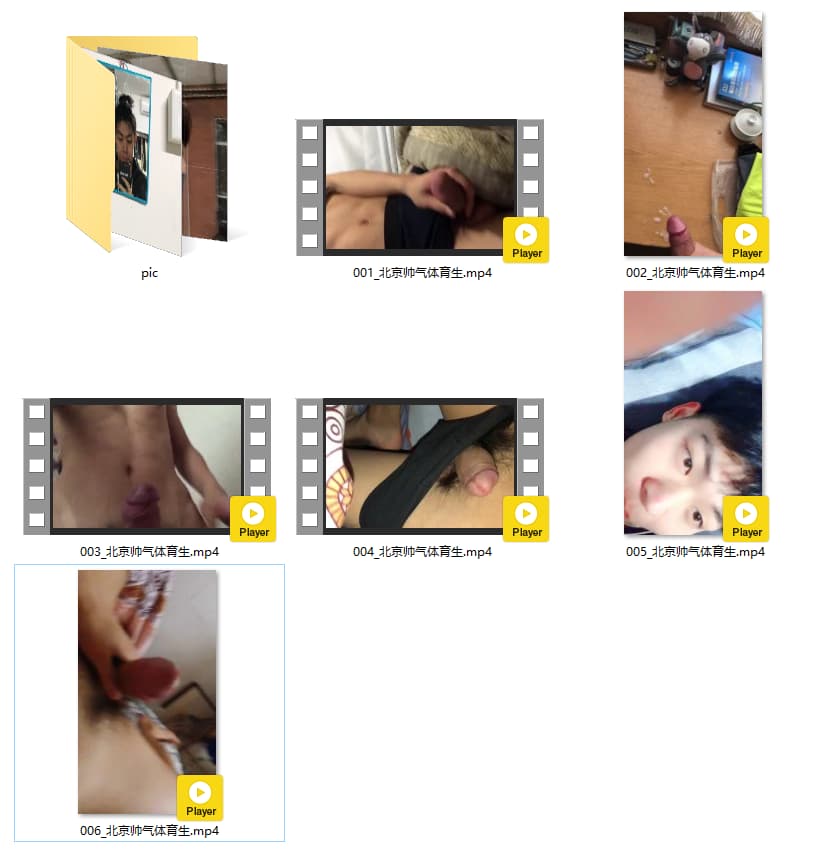 pic
Player
001_北京帅气体育生.mp4
Player
002_北京帅气体育生.mp4
Player
003_北京帅气体育生.mp4
Player
004_北京帅气体育生.mp4
Player
005_北京帅气体育生.mp4
Player
006_北京帅气体育生.mp4